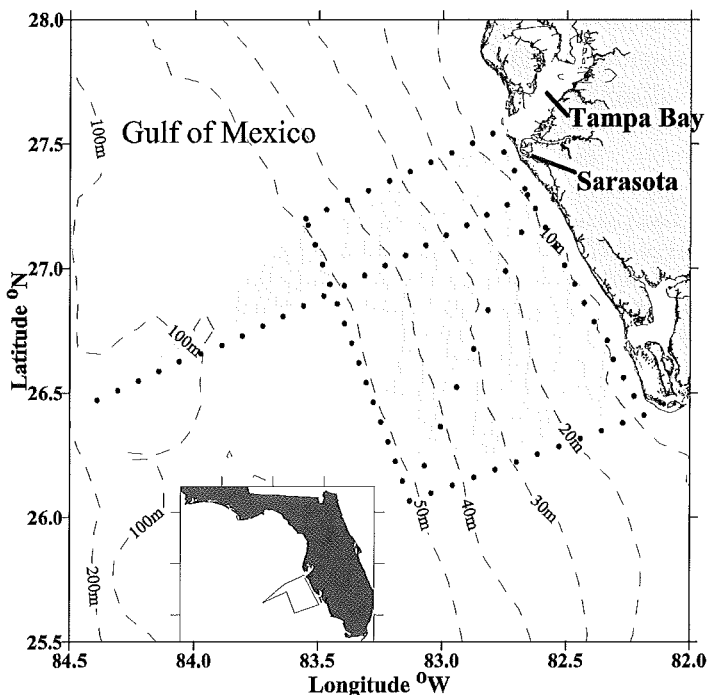 28.0
100m
Gulf of Mexico
Tampa Bay
27.5
Sarasota
10m
27.0
Latitude °N
100m
26.5
20m
26.0
100m
50m
40m
30m
200m
25.5
84.5
84.0
83.5
83.0
82.5
82.0
Longitude °W